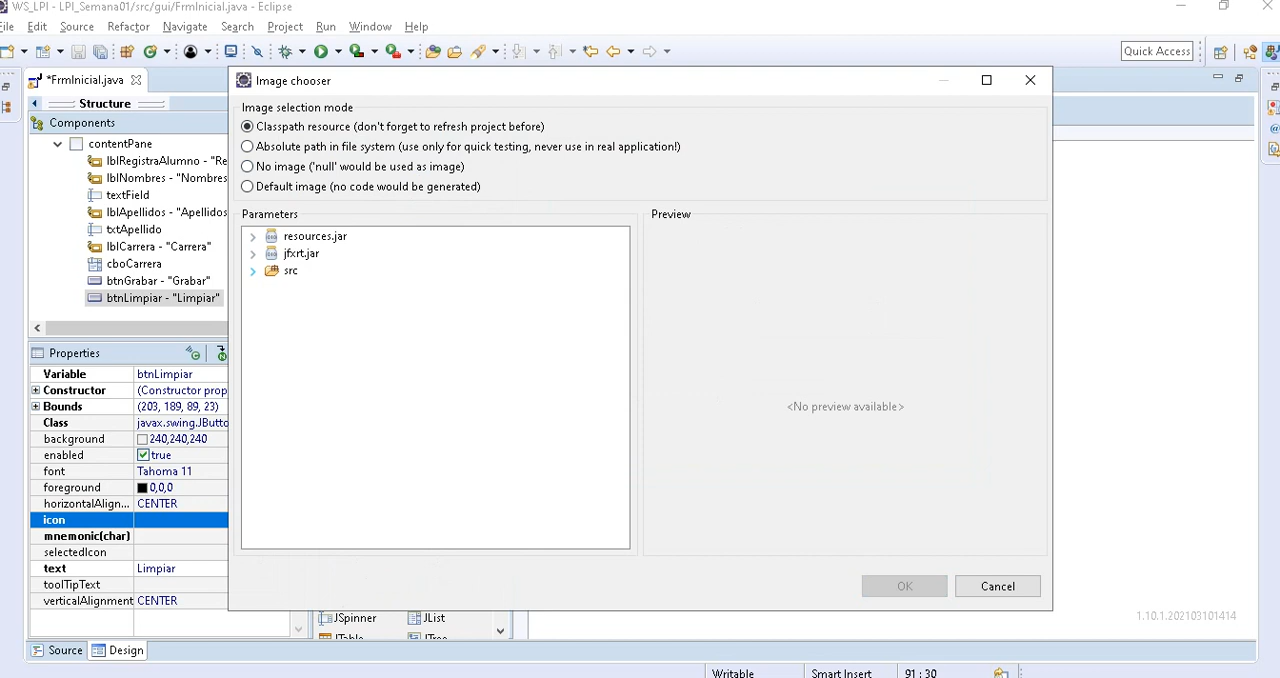 WS_LPI - LPI_Semana01/src/gui/FrmInicial.java - Eclipse
File Edit Source Refactor Navigate Search Project Run Window Help
Quick Access
*FrmInicial.java
Structure
Components
contentPane
lblRegistraAlumno - "Re
lblNombres - "Nombres
textField
lblApellidos - "Apellidos
txtApellido
lblCarrera - "Carrera"
cboCarrera
btnGrabar - "Grabar"
btnLimpiar - "Limpiar"
Properties
Variable btnLimpiar
Constructor (Constructor prop
Bounds (203, 189, 89, 23)
Class javax.swing.JButto
background 240,240,240
enabled true
font Tahoma 11
foreground 0,0,0
horizontalAlign... CENTER
icon
mnemonic(char)
selectedIcon
text Limpiar
toolTipText
verticalAlignment CENTER
Image chooser
Image selection mode
Classpath resource (don't forget to refresh project before)
Absolute path in file system (use only for quick testing, never use in real application!)
No image ('null' would be used as image)
Default image (no code would be generated)
Parameters
resources.jar
jfxrt.jar
src
Preview
<No preview available>
OK Cancel
JSpinner JList
JTable JTree
1.10.1.202103101414
Source Design
Writable Smart Insert 91 : 30